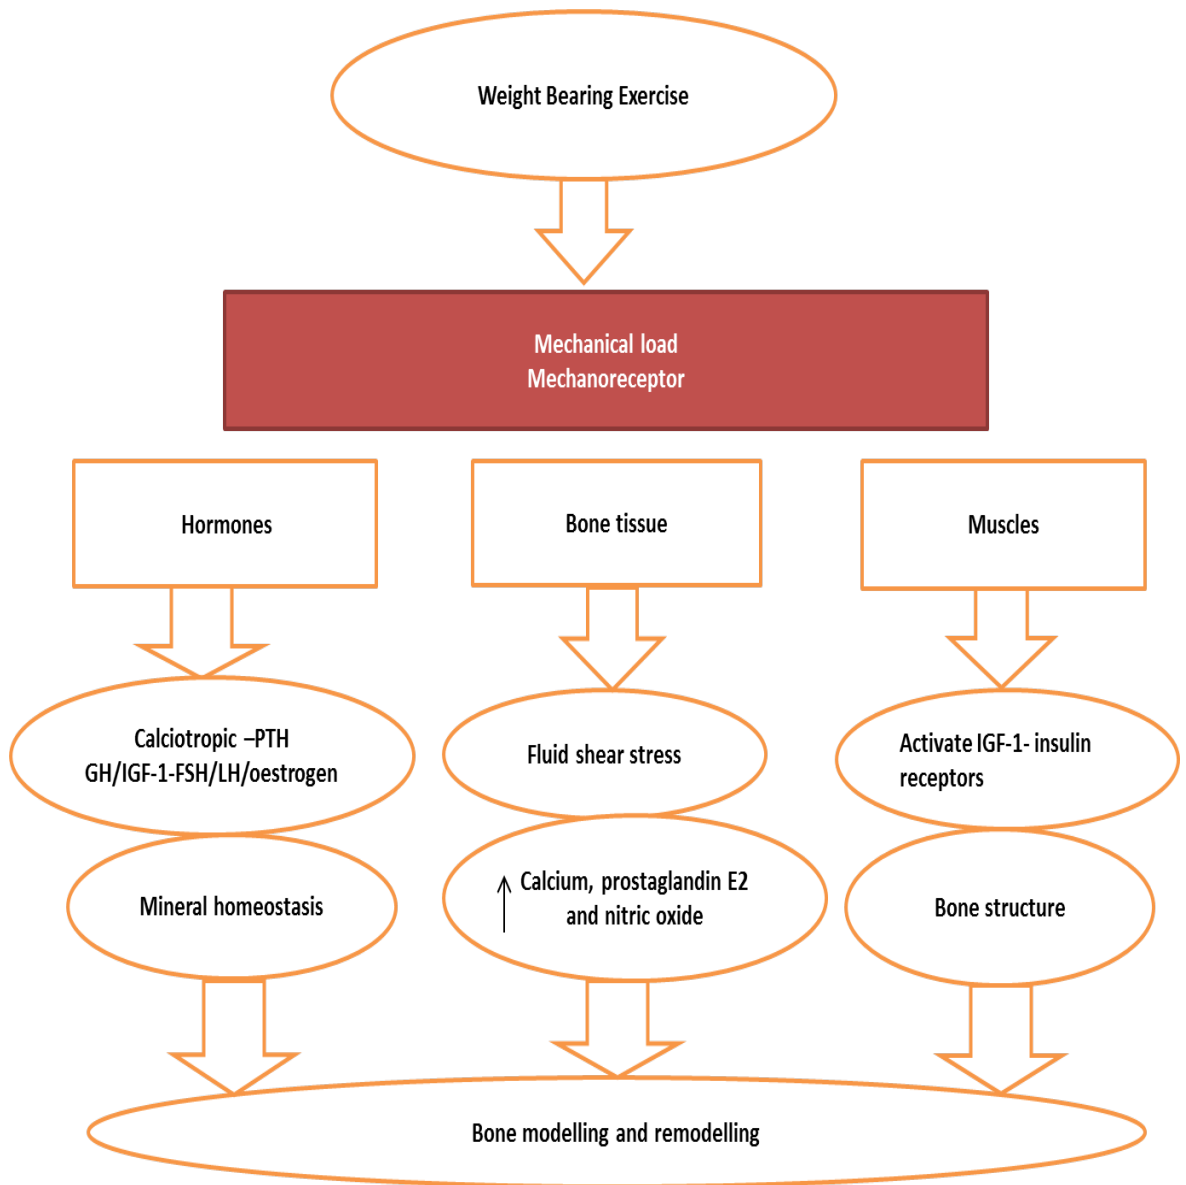 Weight Bearing Exercise
Mechanical load
Mechanoreceptor
Hormones
Bone tissue
Muscles
Calciotropic –PTH
GH/IGF-1-FSH/LH/oestrogen
Fluid shear stress
Activate IGF-1- insulin
receptors
Mineral homeostasis
Calcium, prostaglandin E2
and nitric oxide
Bone structure
Bone modelling and remodelling